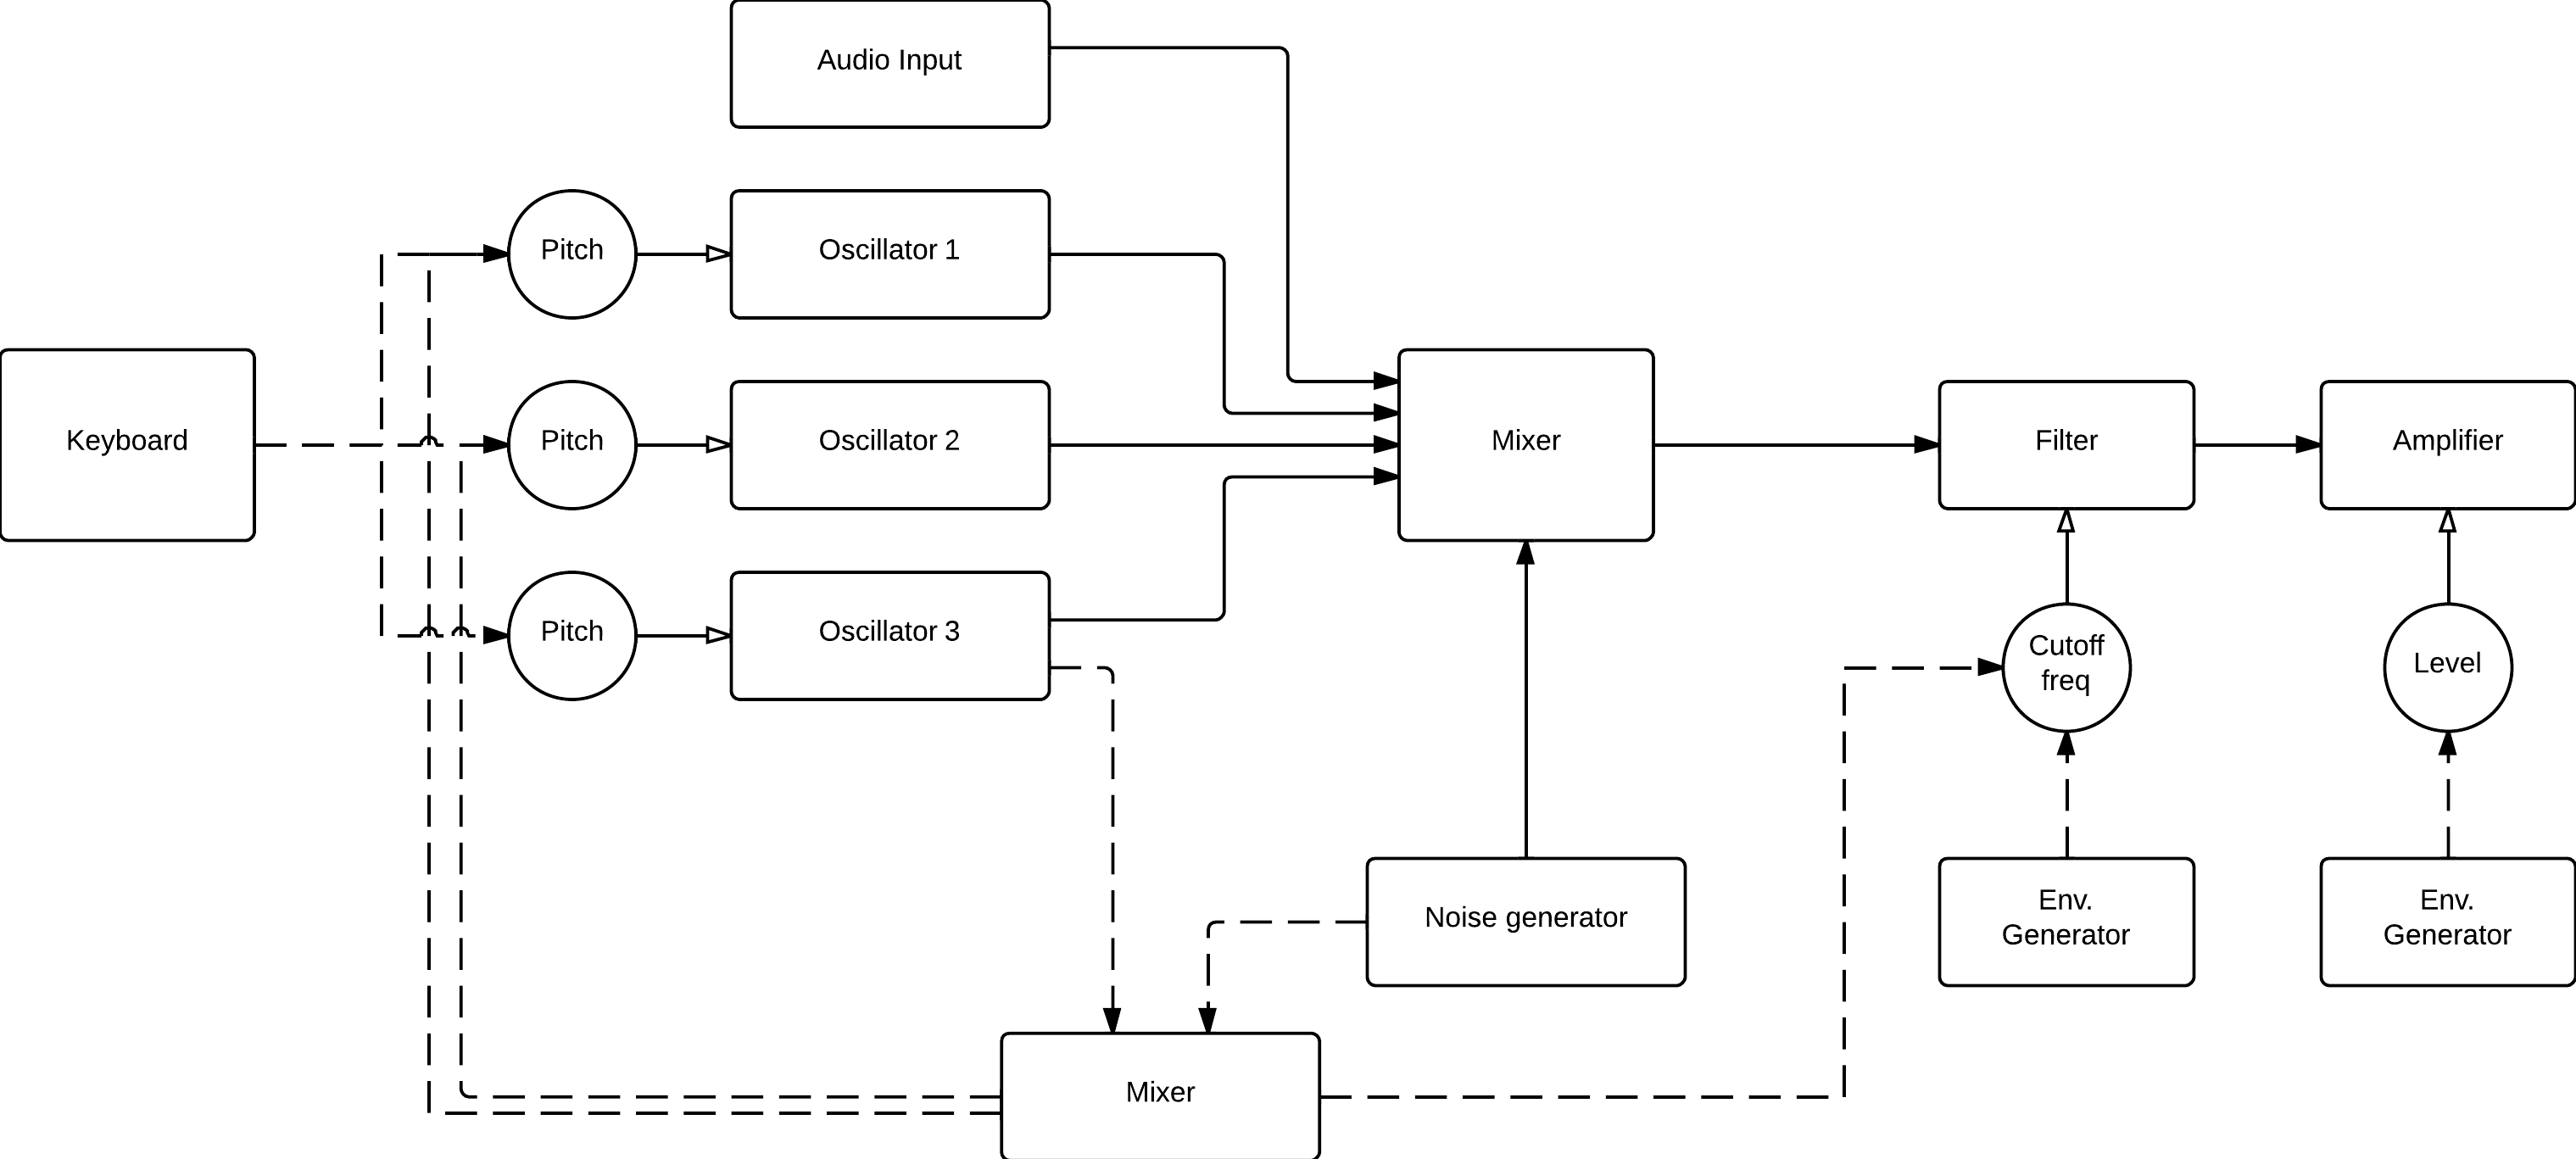 Audio Input
Pitch
Oscillator 1
Keyboard
Pitch
Oscillator 2
Mixer
Filter
Amplifier
Pitch
Oscillator 3
Cutoff
freq
Level
Noise generator
Env.
Generator
Env.
Generator
Mixer